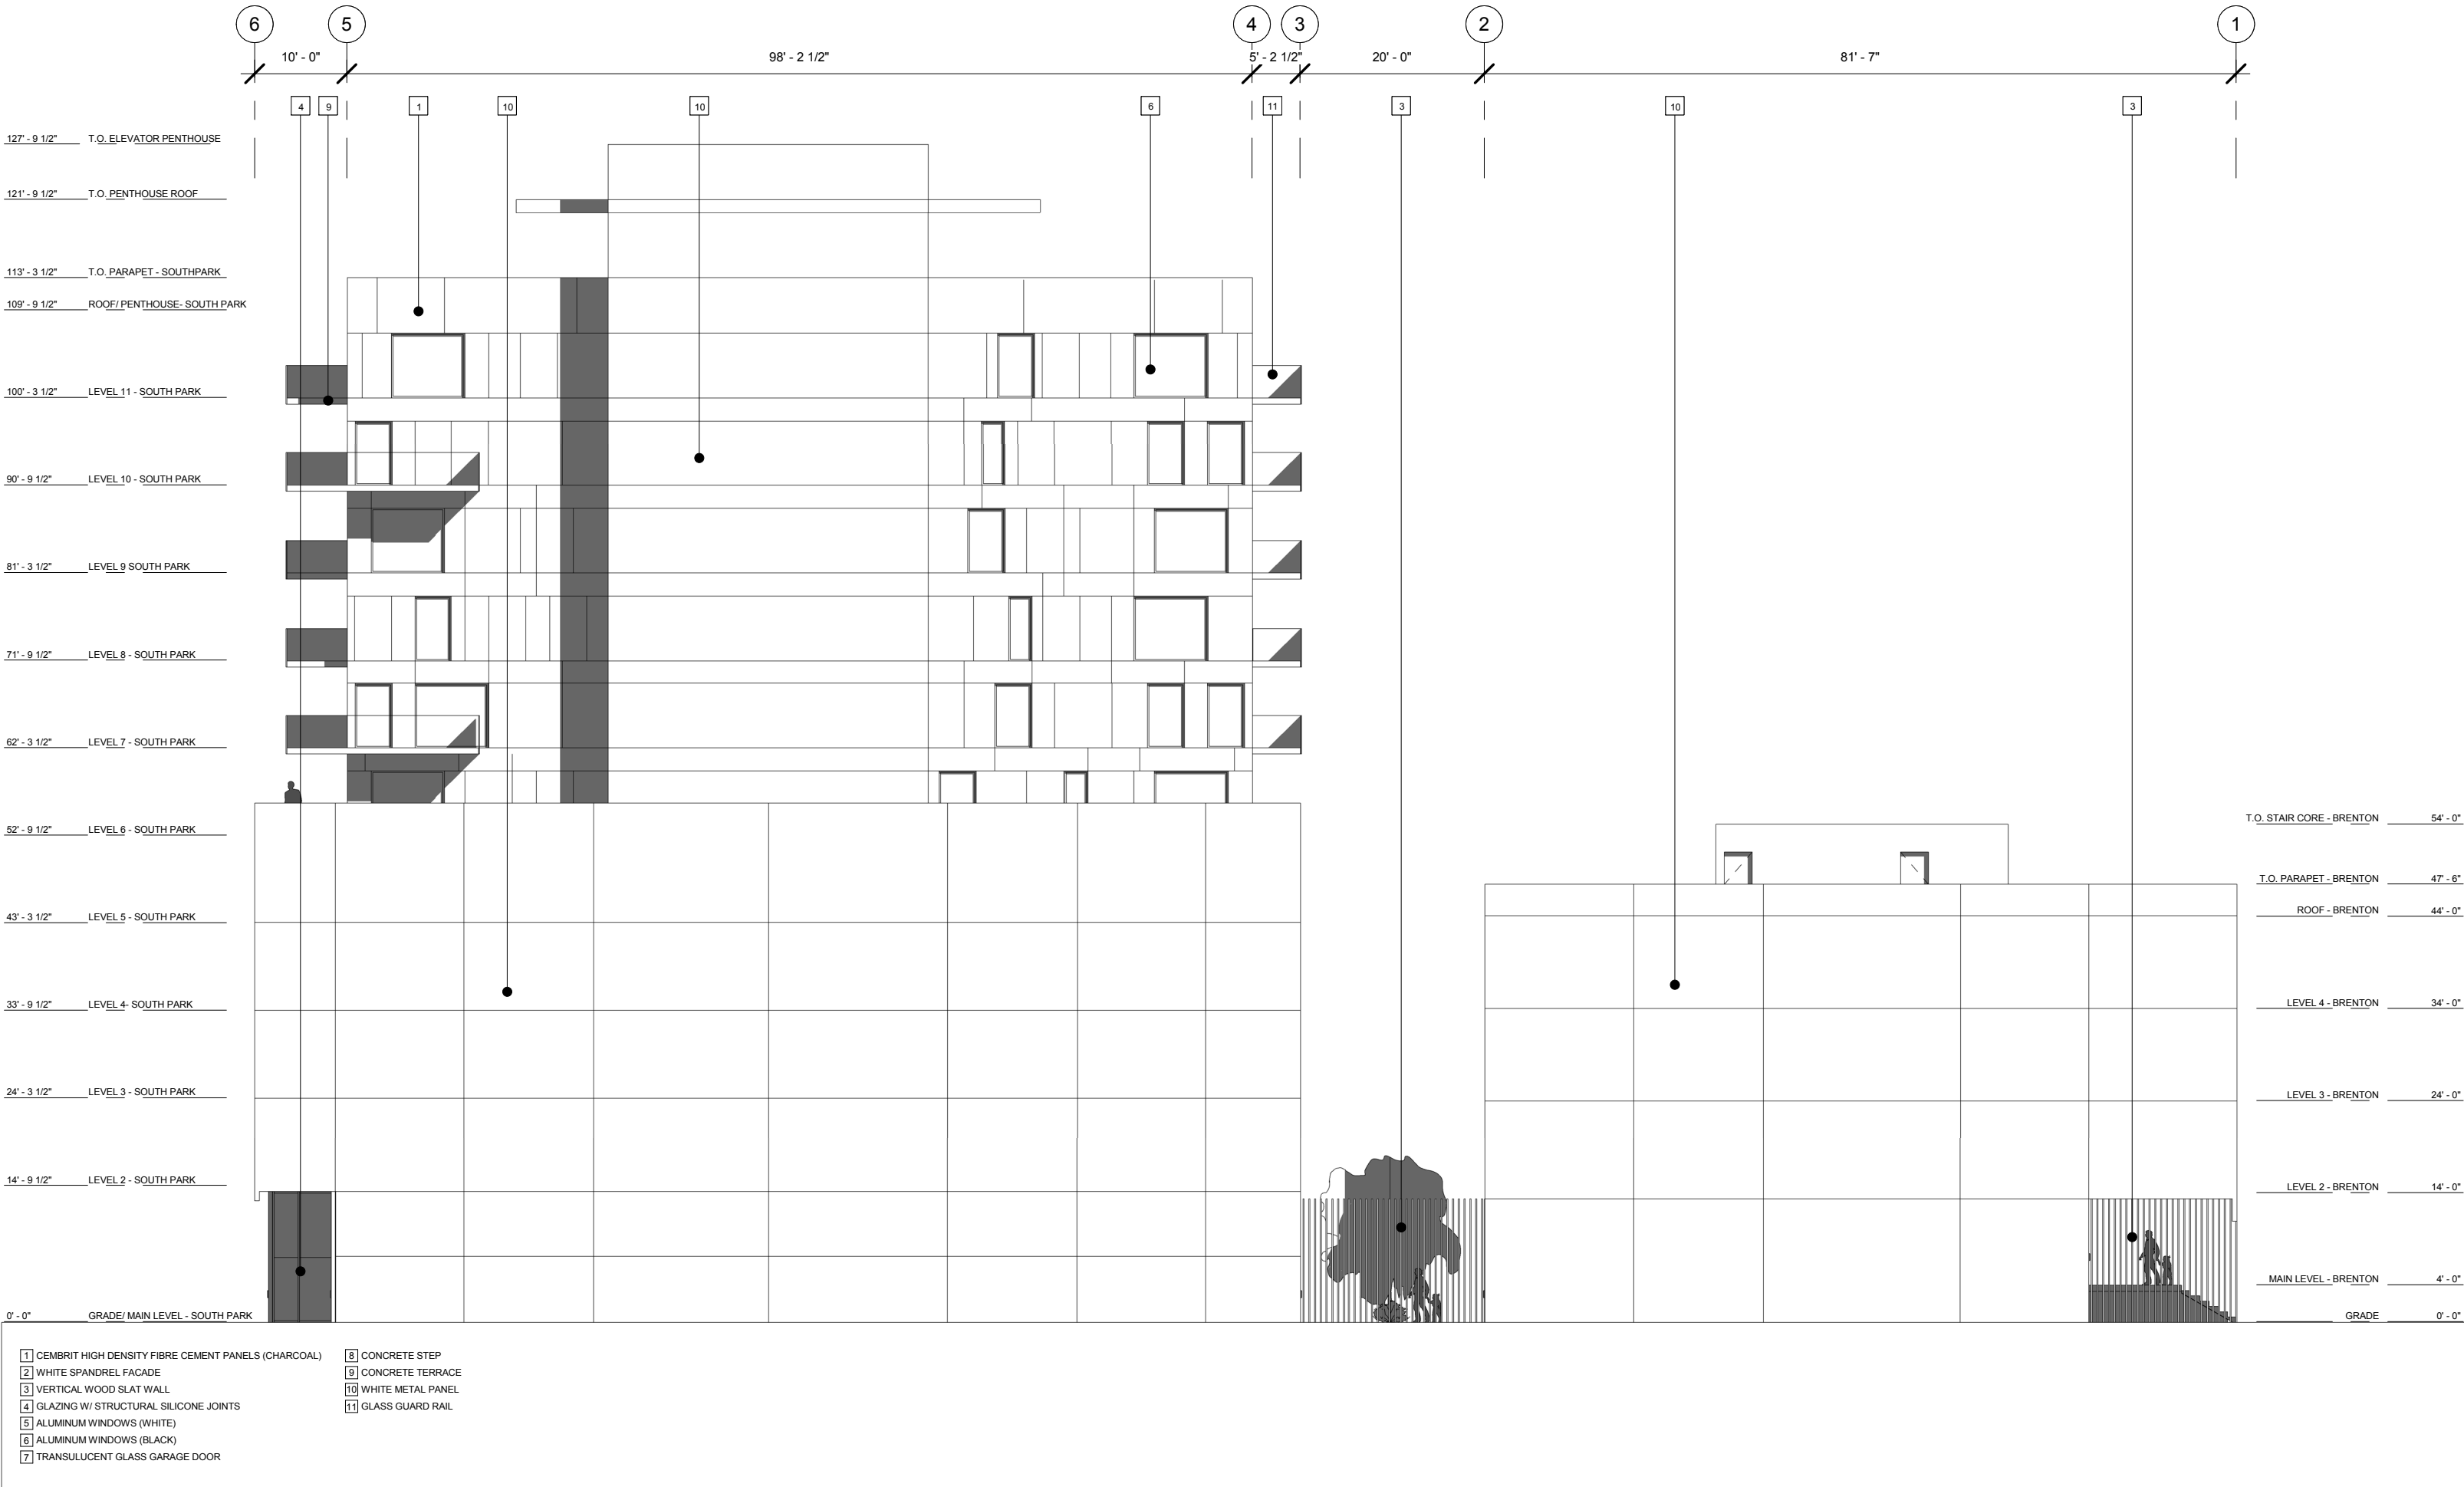 6 5 4 3 2 1
10' - 0" 98' - 2 1/2" 5' - 2 1/2" 20' - 0" 81' - 7"
4 9 1 10 10 6 11 3 10 3
127' - 9 1/2" T.O. ELEVATOR PENTHOUSE
121' - 9 1/2" T.O. PENTHOUSE ROOF
113' - 3 1/2" T.O. PARAPET - SOUTHPARK
109' - 9 1/2" ROOF/ PENTHOUSE- SOUTH PARK
100' - 3 1/2" LEVEL 11 - SOUTH PARK
90' - 9 1/2" LEVEL 10 - SOUTH PARK
81' - 3 1/2" LEVEL 9 SOUTH PARK
71' - 9 1/2" LEVEL 8 - SOUTH PARK
62' - 3 1/2" LEVEL 7 - SOUTH PARK
52' - 9 1/2" LEVEL 6 - SOUTH PARK
43' - 3 1/2" LEVEL 5 - SOUTH PARK
33' - 9 1/2" LEVEL 4- SOUTH PARK
24' - 3 1/2" LEVEL 3 - SOUTH PARK
14' - 9 1/2" LEVEL 2 - SOUTH PARK
0' - 0" GRADE/ MAIN LEVEL - SOUTH PARK
T.O. STAIR CORE - BRENTON 54' - 0"
T.O. PARAPET - BRENTON 47' - 6"
ROOF - BRENTON 44' - 0"
LEVEL 4 - BRENTON 34' - 0"
LEVEL 3 - BRENTON 24' - 0"
LEVEL 2 - BRENTON 14' - 0"
MAIN LEVEL - BRENTON 4' - 0"
GRADE 0' - 0"
1 CEMBRIT HIGH DENSITY FIBRE CEMENT PANELS (CHARCOAL)
2 WHITE SPANDREL FACADE
3 VERTICAL WOOD SLAT WALL
4 GLAZING W/ STRUCTURAL SILICONE JOINTS
5 ALUMINUM WINDOWS (WHITE)
6 ALUMINUM WINDOWS (BLACK)
7 TRANSULUCENT GLASS GARAGE DOOR
8 CONCRETE STEP
9 CONCRETE TERRACE
10 WHITE METAL PANEL
11 GLASS GUARD RAIL